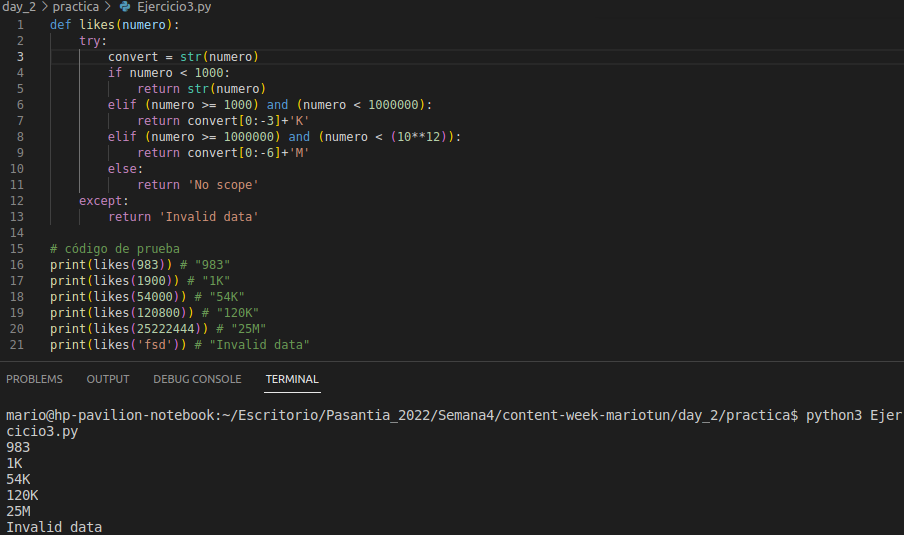 day_2 > practica > Ejercicio3.py
1 def likes(numero):
2 try:
3 convert = str(numero)
4 if numero < 1000:
5 return str(numero)
6 elif (numero >= 1000) and (numero < 1000000):
7 return convert[0:-3]+'K'
8 elif (numero >= 1000000) and (numero < (10**12)):
9 return convert[0:-6]+'M'
10 else:
11 return 'No scope'
12 except:
13 return 'Invalid data'
14
15 # código de prueba
16 print(likes(983)) # "983"
17 print(likes(1900)) # "1K"
18 print(likes(54000)) # "54K"
19 print(likes(120800)) # "120K"
20 print(likes(25222444)) # "25M"
21 print(likes('fsd')) # "Invalid data"
PROBLEMS OUTPUT DEBUG CONSOLE TERMINAL
mario@hp-pavilion-notebook:~/Escritorio/Pasantia_2022/Semana4/content-week-mariotun/day_2/practica$ python3 Ejer
cicio3.py
983
1K
54K
120K
25M
Invalid data